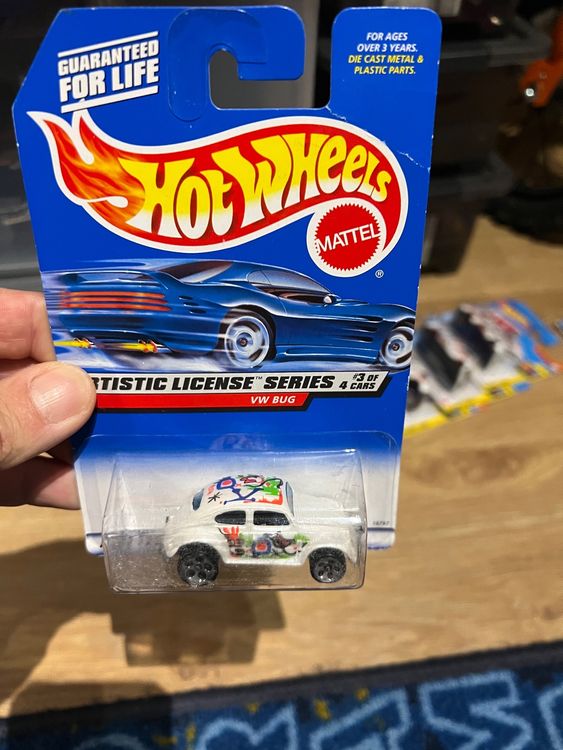 GUARANTEED
FOR LIFE
FOR AGES
OVER 3 YEARS.
DIE CAST METAL &
PLASTIC PARTS.
HOT WHEELS
MATTEL
®
RTISTIC LICENSE™ SERIES #3 OF
4 CARS
VW BUG